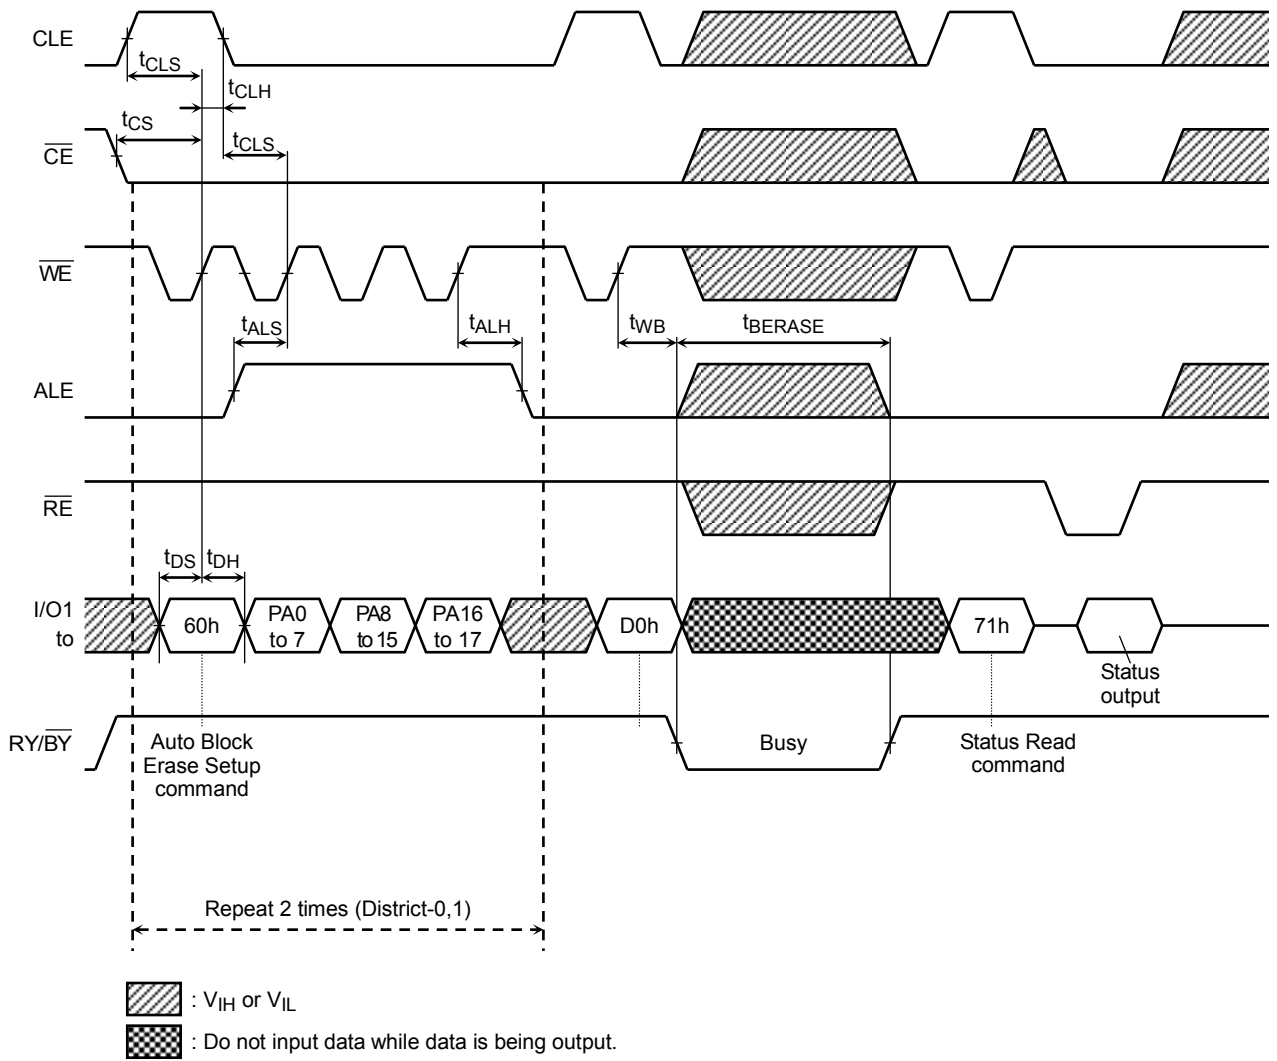 CLE
tCLS
tCLH
tCS
tCLS
CE
WE
tALS
tALH
tWB
tBERASE
ALE
RE
tDS
tDH
I/O1
to
60h
PA0
to 7
PA8
to 15
PA16
to 17
D0h
71h
Status
output
RY/BY
Auto Block
Erase Setup
command
Busy
Status Read
command
Repeat 2 times (District-0,1)
: VIH or VIL
: Do not input data while data is being output.